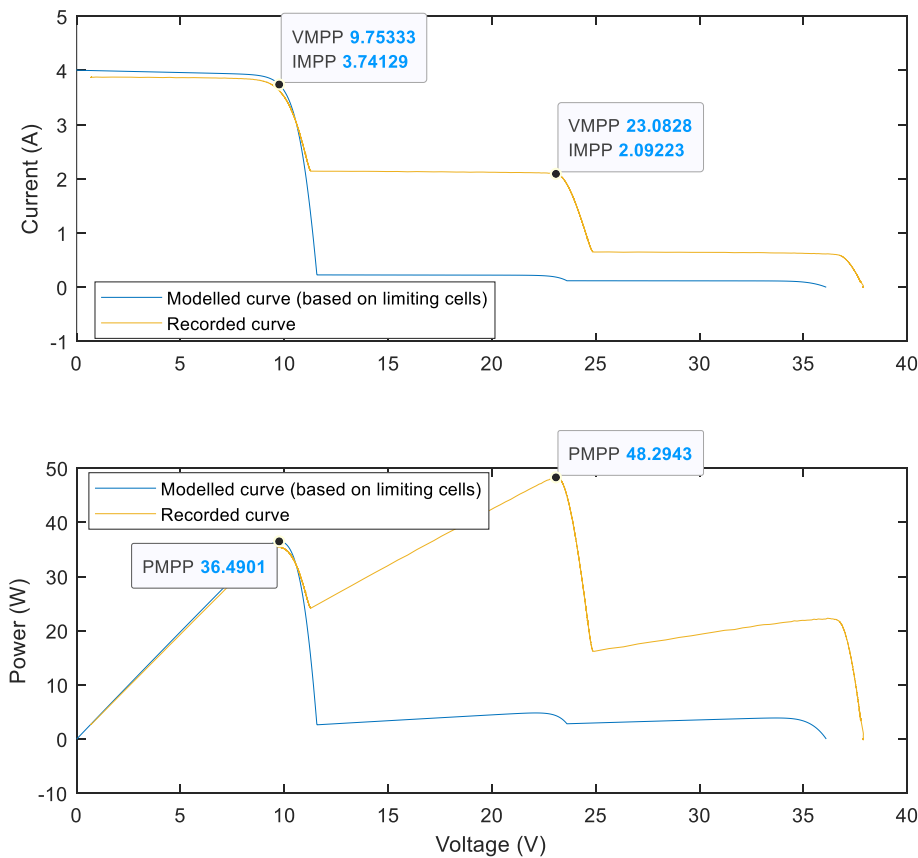 5
4
3
2
1
0
-1
Current (A)
VMPP 9.75333
IMPP 3.74129
VMPP 23.0828
IMPP 2.09223
Modelled curve (based on limiting cells)
Recorded curve
0 5 10 15 20 25 30 35 40
50
40
30
20
10
0
-10
Power (W)
PMPP 48.2943
Modelled curve (based on limiting cells)
Recorded curve
PMPP 36.4901
0 5 10 15 20 25 30 35 40
Voltage (V)